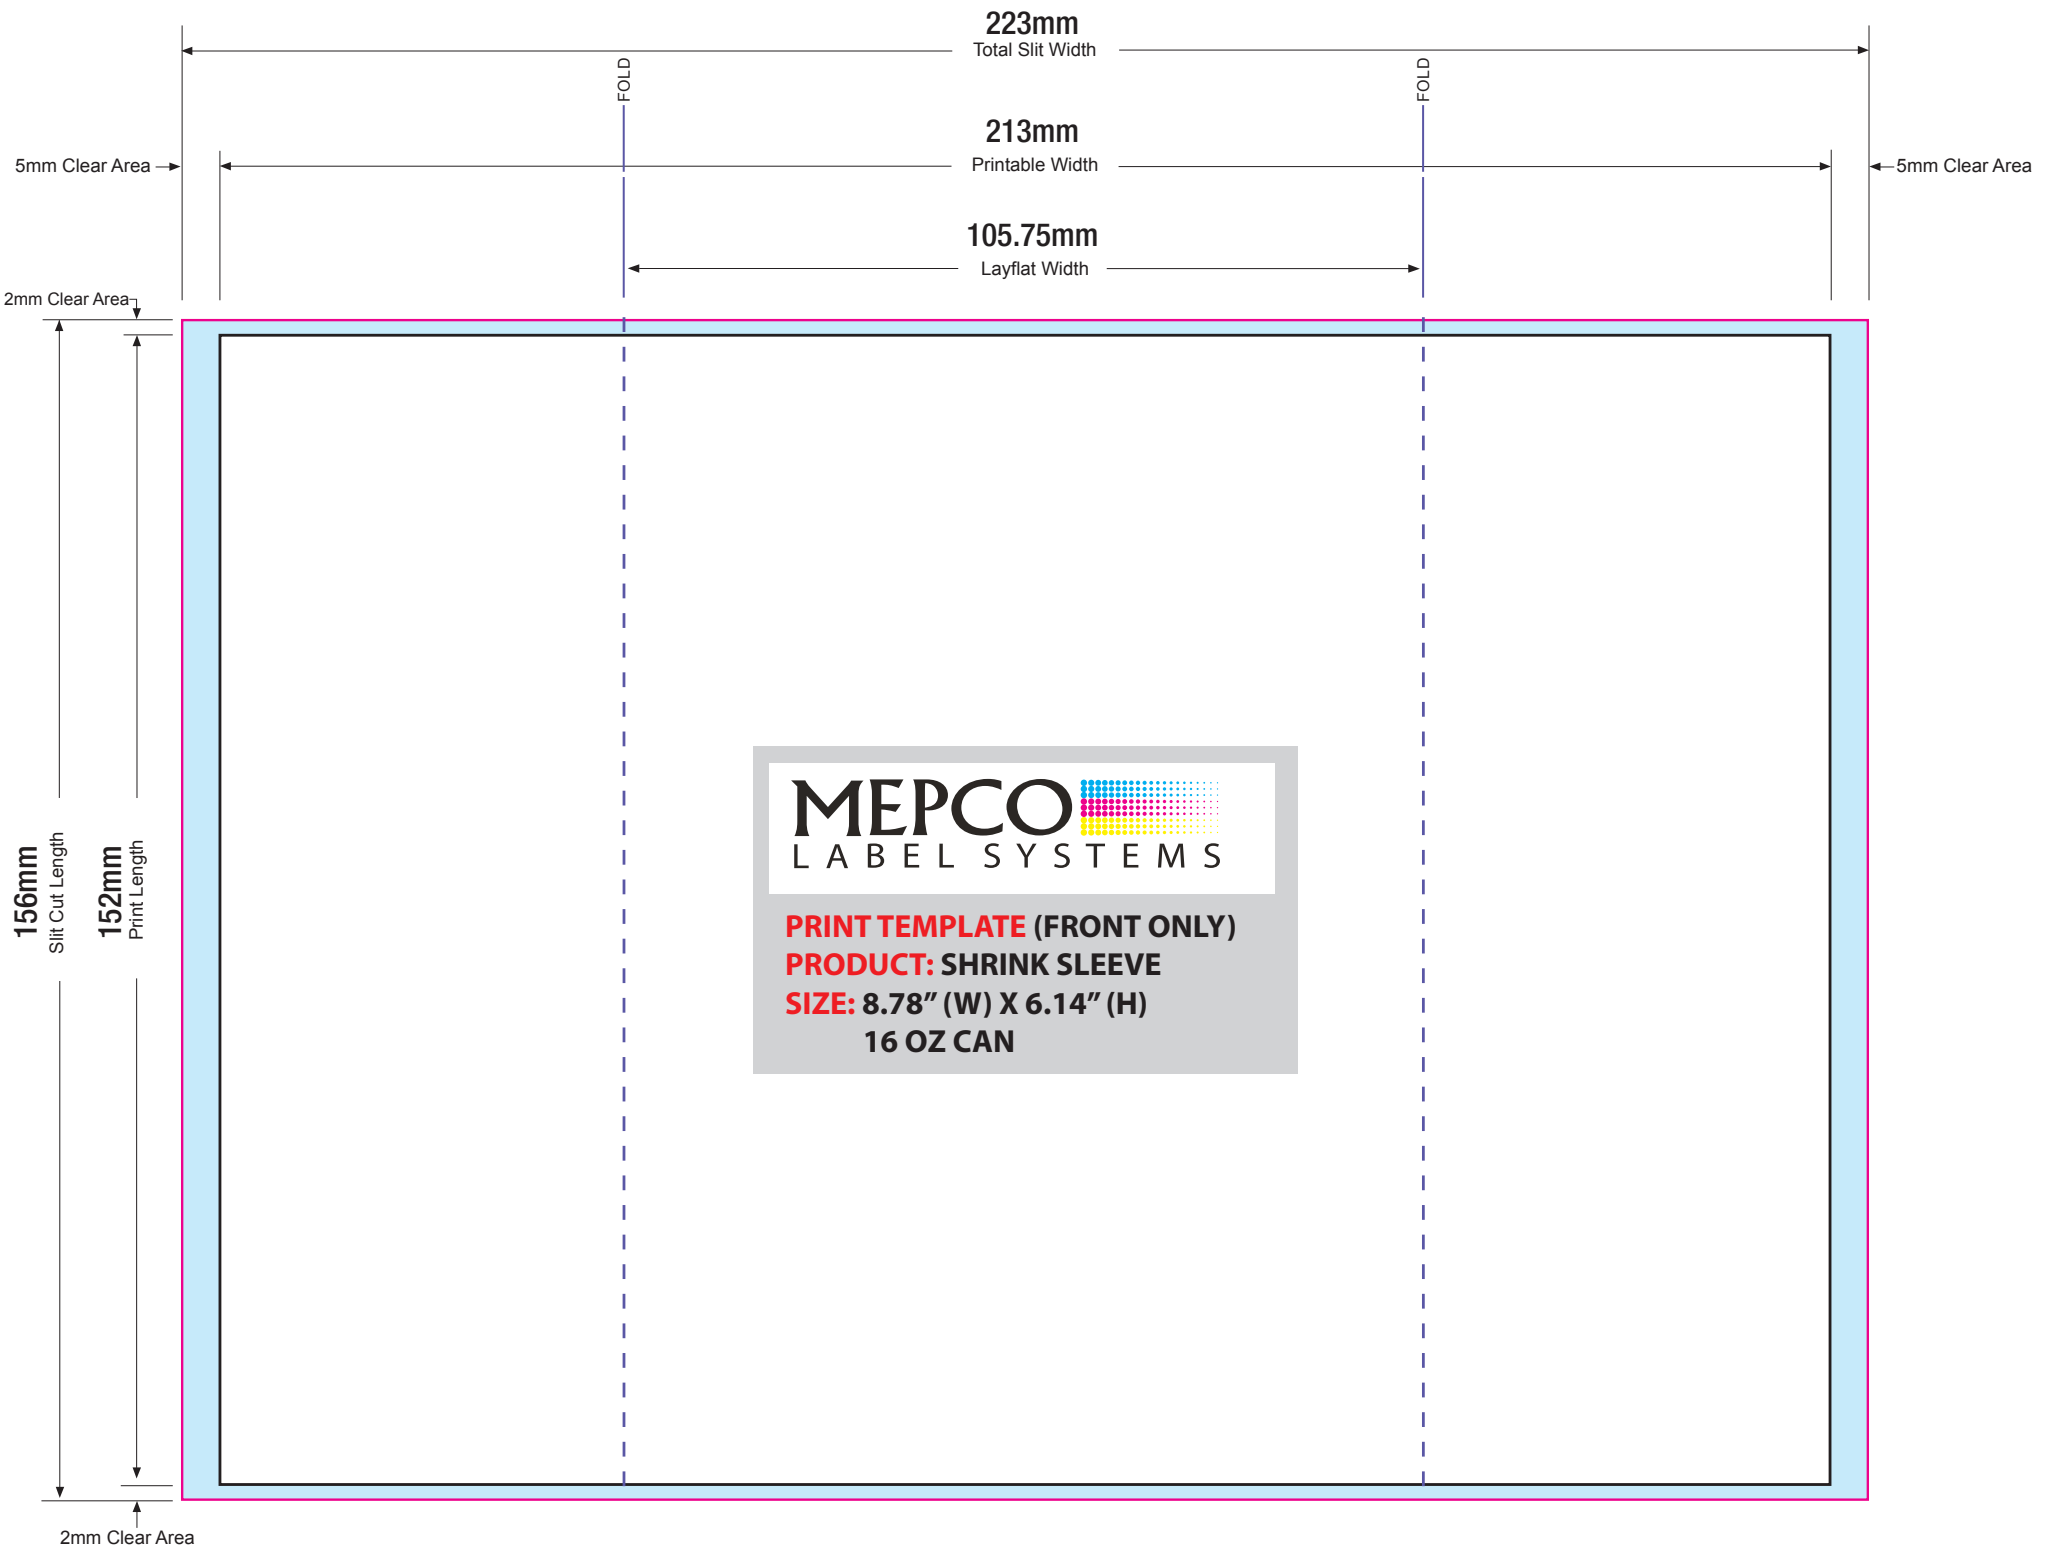 223mm
Total Slit Width
FOLD
FOLD
213mm
5mm Clear Area
Printable Width
5mm Clear Area
105.75mm
Layflat Width
2mm Clear Area
156mm
Slit Cut Length
152mm
Print Length
MEPCO
LABEL SYSTEMS
PRINT TEMPLATE (FRONT ONLY)
PRODUCT: SHRINK SLEEVE
SIZE: 8.78” (W) X 6.14” (H)
16 OZ CAN
2mm Clear Area